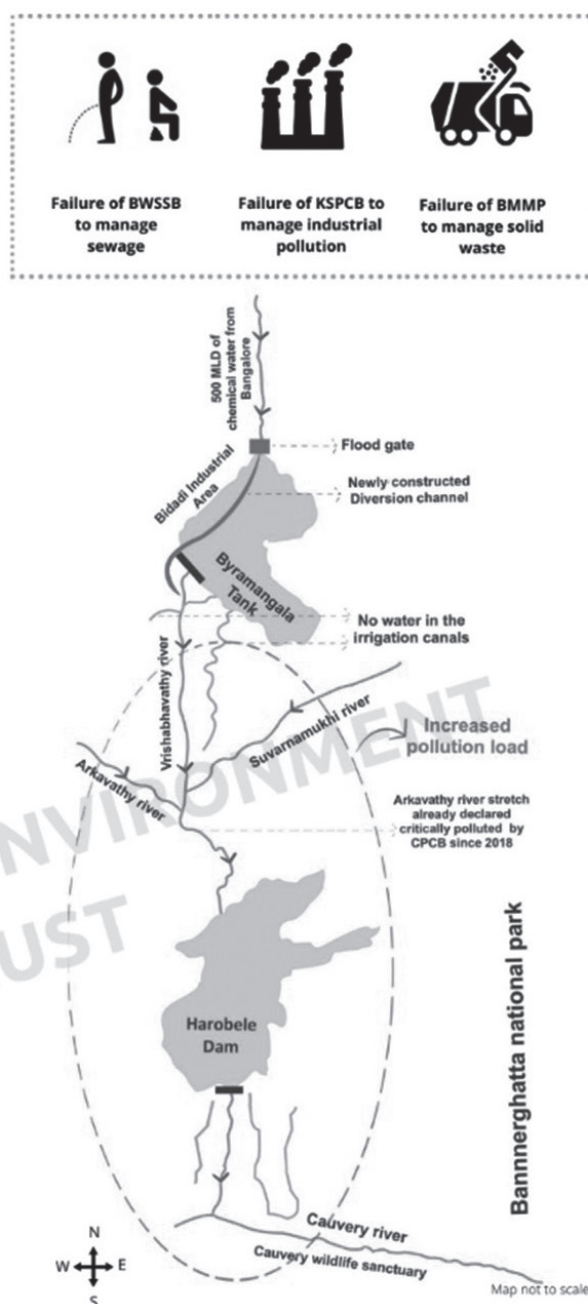 Failure of BWSSB
to manage
sewage
Failure of KSPCB to
manage industrial
pollution
Failure of BMMP
to manage solid
waste
500 MLD of
chemical water from
Bangalore
Flood gate
Bidadi Industrial
Area
Newly constructed
Diversion channel
Byramangala
Tank
No water in the
irrigation canals
Vrishabhavathy river
Suvarnamukhi river
Increased
pollution load
Arkavathy river
Arkavathy river stretch
already declared
critically polluted by
CPCB since 2018
NVIRONMENT
UST
Harobele
Dam
Bannnerghatta national park
Cauvery river
Cauvery wildlife sanctuary
N
W
E
S
Map not to scale